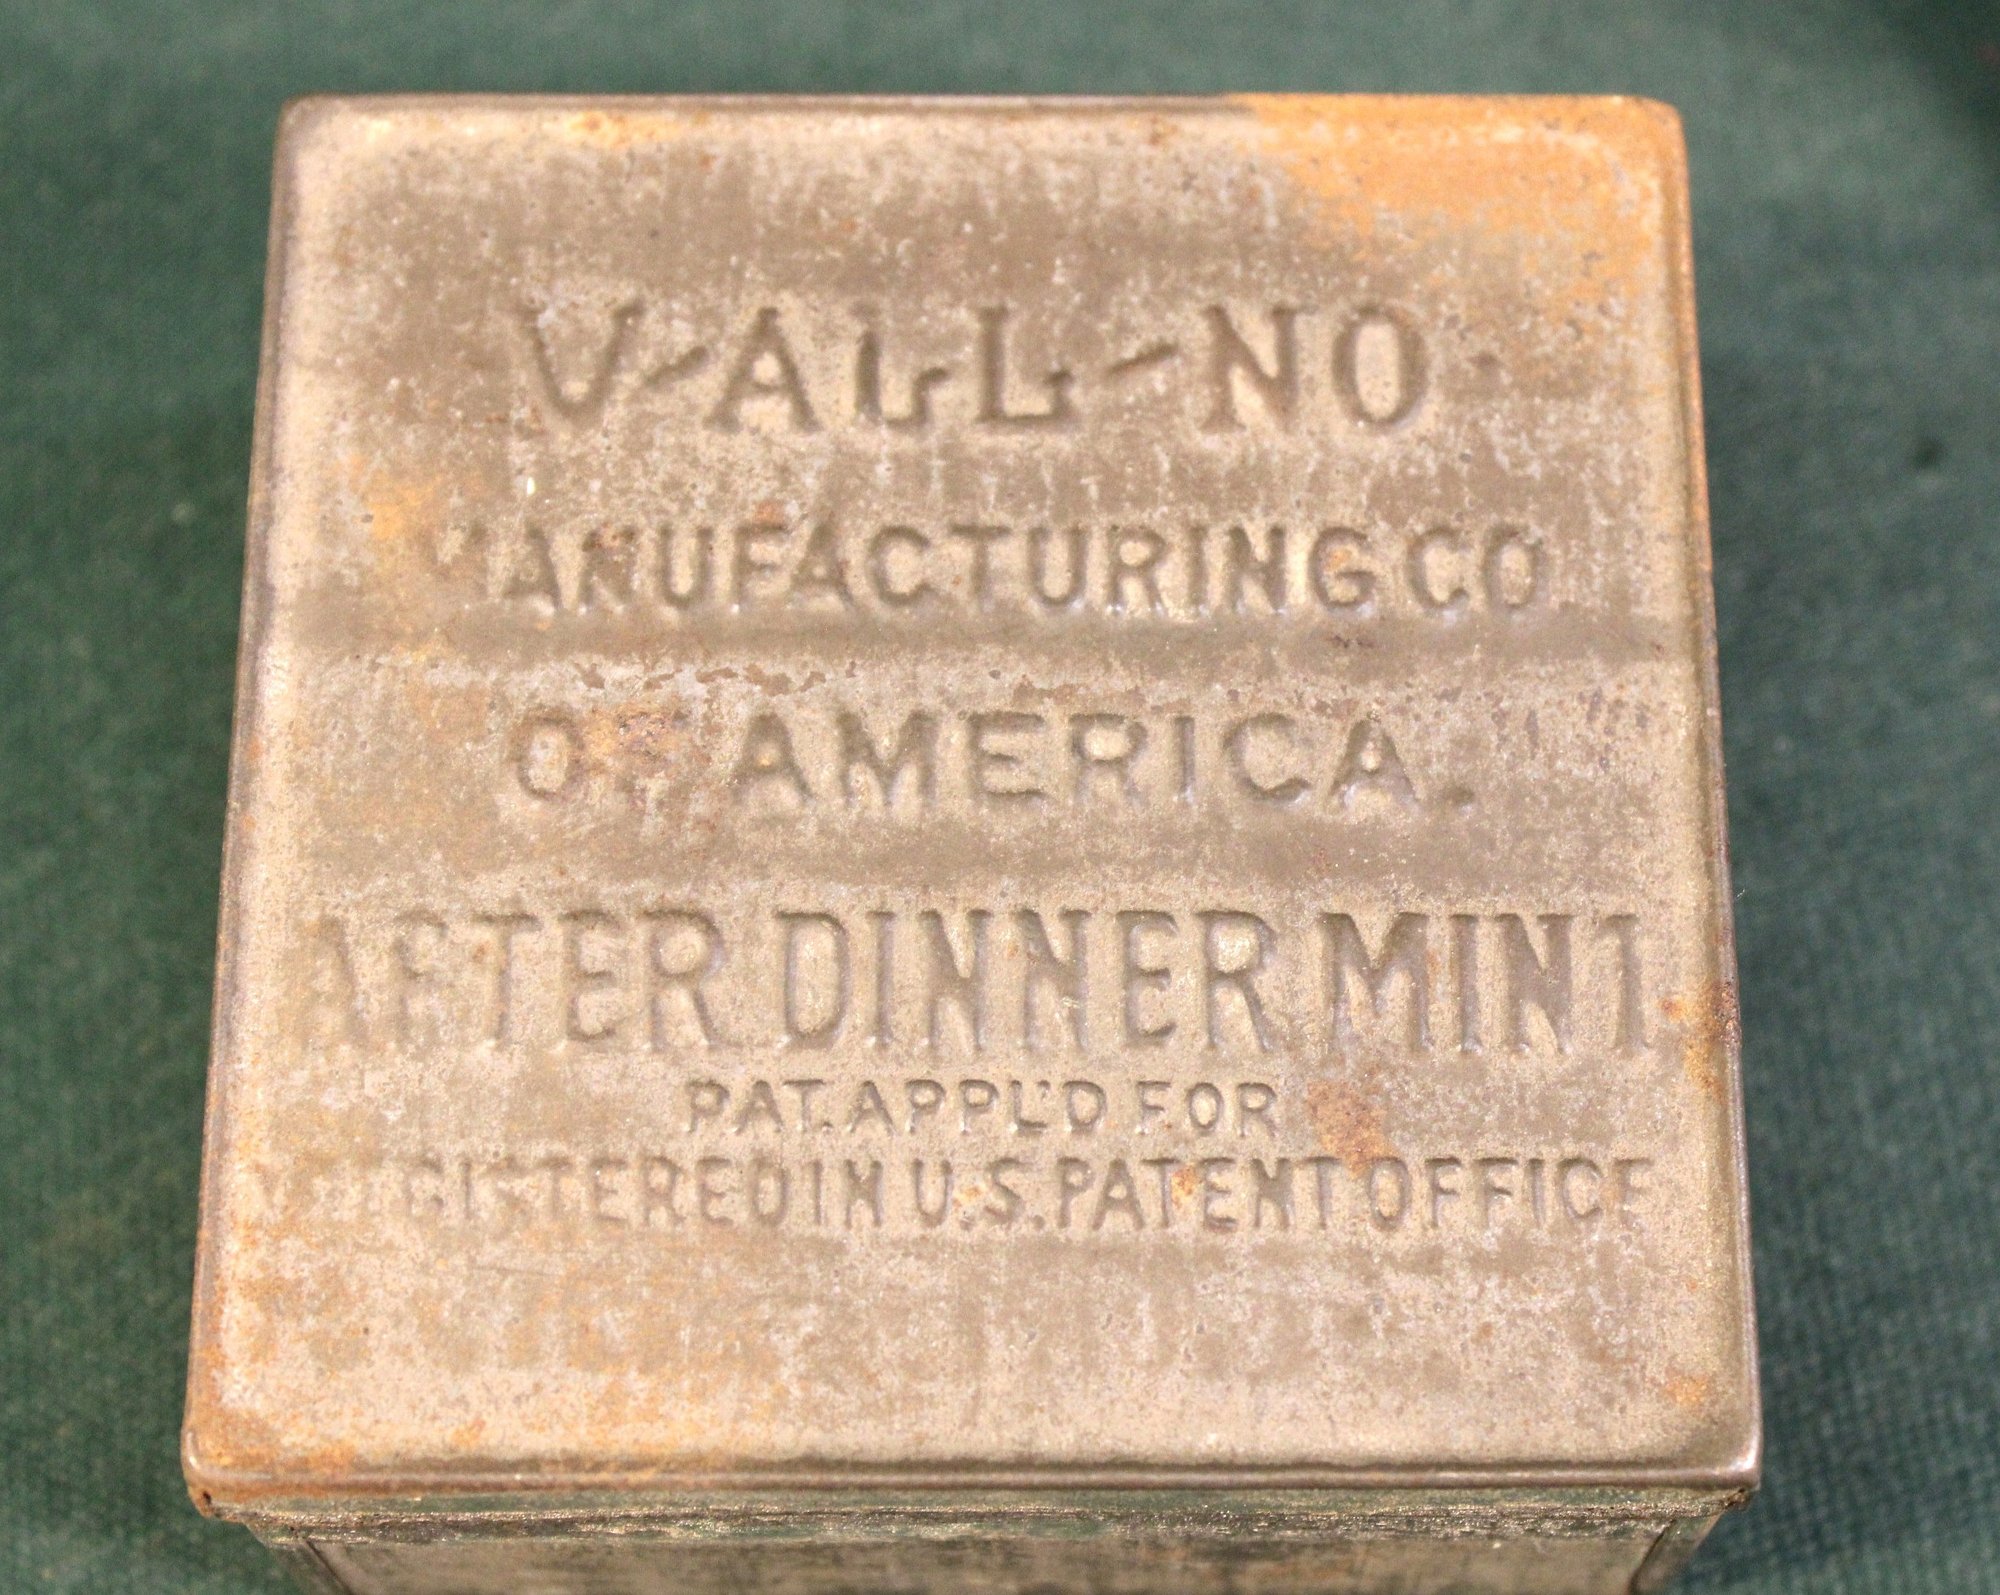 V-ALL-NO
MANUFACTURING CO
OF AMERICA.
AFTER DINNER MINT
PAT. APPL'D FOR
REGISTERED IN U.S. PATENT OFFICE